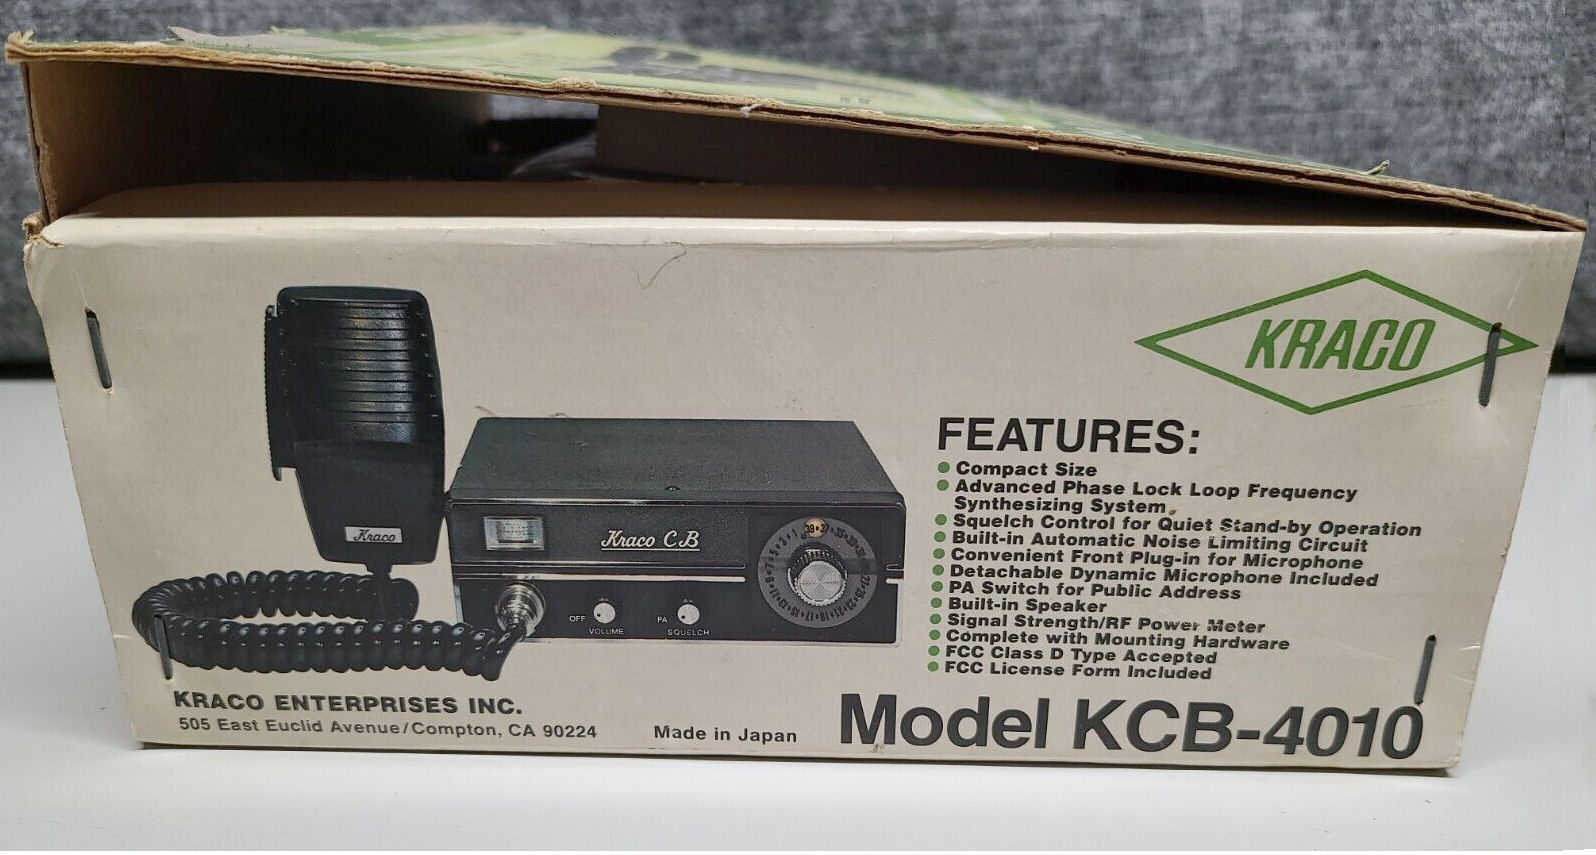 KRACO
FEATURES:
Compact Size
Advanced Phase Lock Loop Frequency
Synthesizing System
Squelch Control for Quiet Stand-by Operation
Built-in Automatic Noise Limiting Circuit
Convenient Front Plug-in for Microphone
Detachable Dynamic Microphone Included
PA Switch for Public Address
Built-in Speaker
Signal Strength/RF Power Meter
Complete with Mounting Hardware
FCC Class D Type Accepted
FCC License Form Included
Kraco
Kraco CB
OFF
VOLUME
PA
SQUELCH
KRACO ENTERPRISES INC.
505 East Euclid Avenue/Compton, CA 90224
Made in Japan
Model KCB-4010